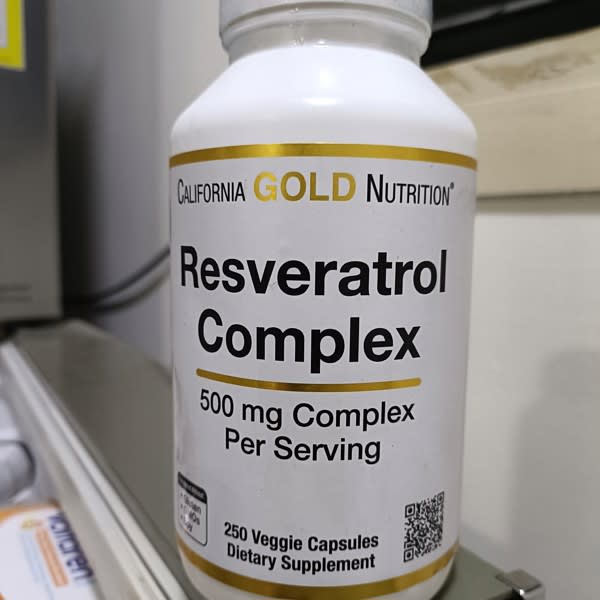 CALIFORNIA GOLD NUTRITION®
Resveratrol
Complex
500 mg Complex
Per Serving
250 Veggie Capsules
Dietary Supplement